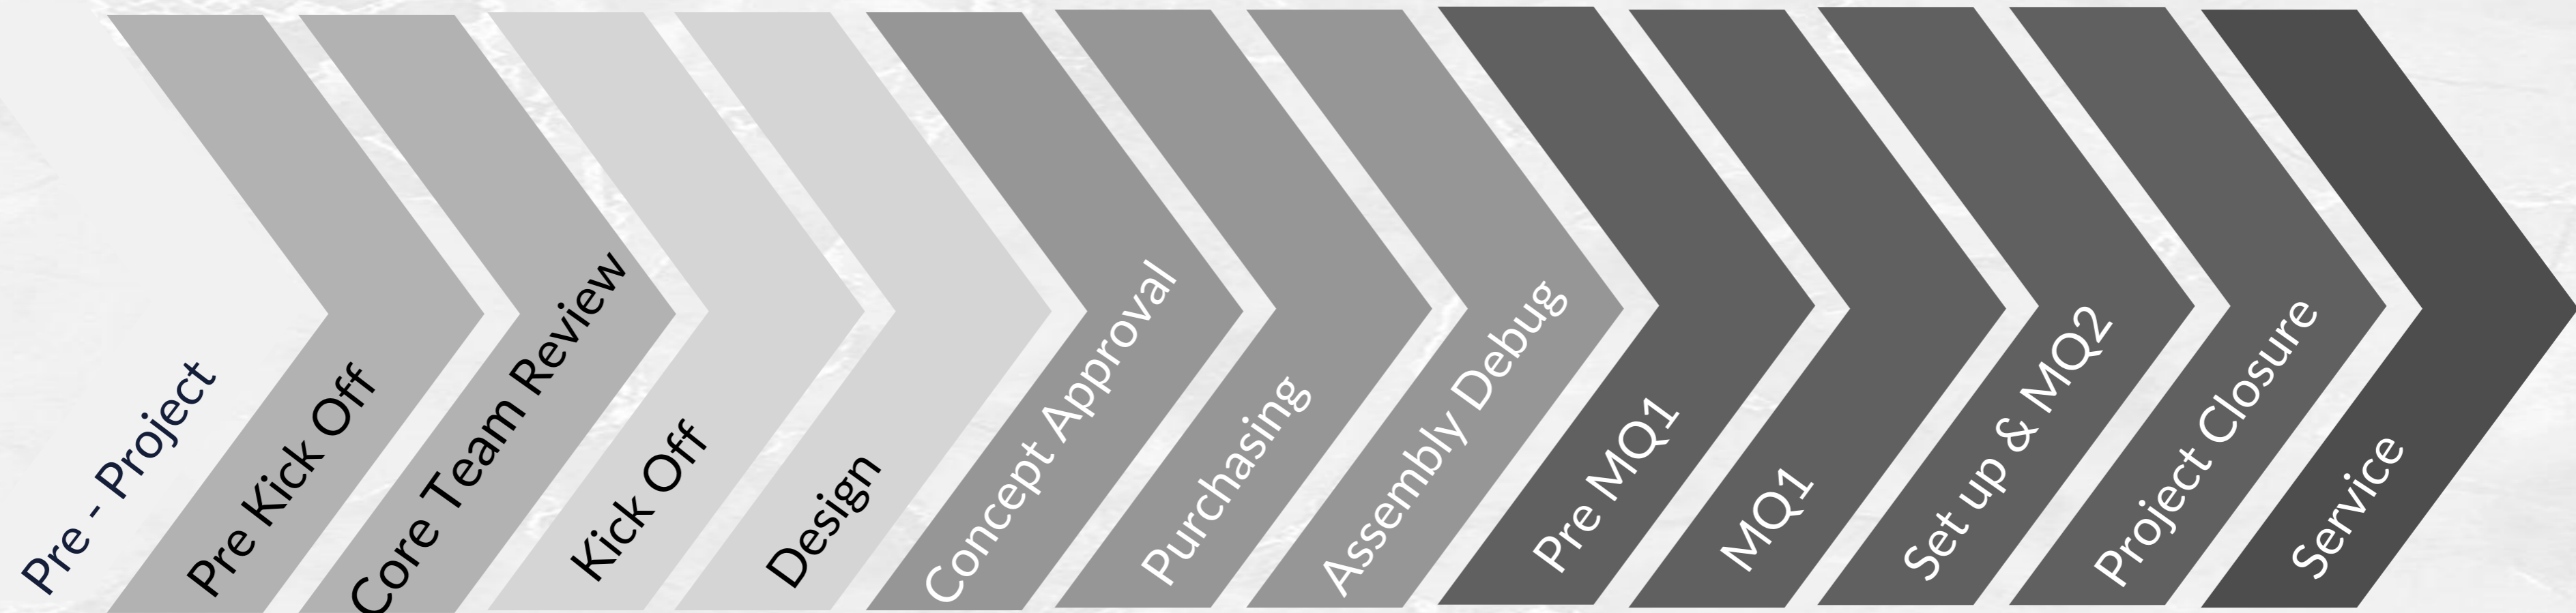 Pre - Project
Pre Kick Off
Core Team Review
Kick Off
Design
Concept Approval
Purchasing
Assembly Debug
Pre MQ1
MQ1
Set up & MQ2
Project Closure
Service